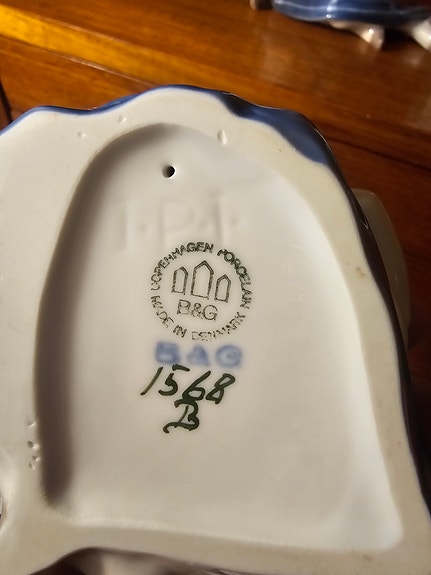 COPENHAGEN PORCELAIN
B&G
MADE IN DENMARK
B&G
1568
B